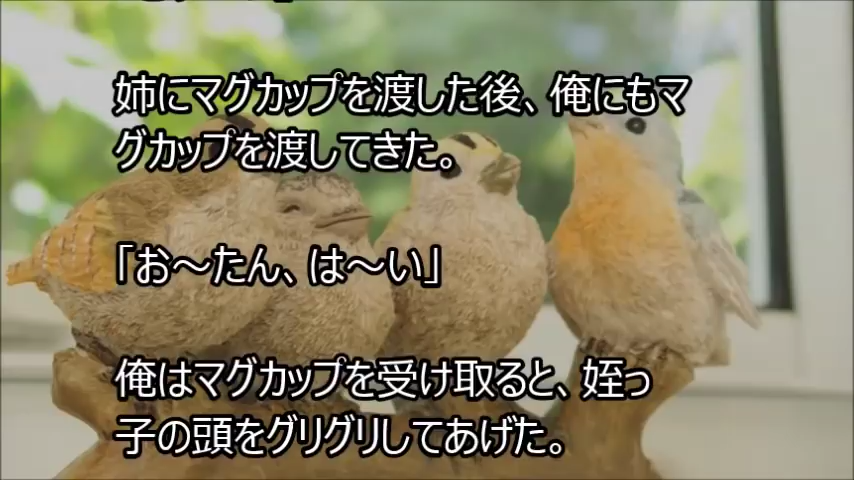 姉にマグカップを渡した後、俺にもマ
グカップを渡してきた。
「お～たん、は～い」
俺はマグカップを受け取ると、姪っ
子の頭をグリグリしてあげた。